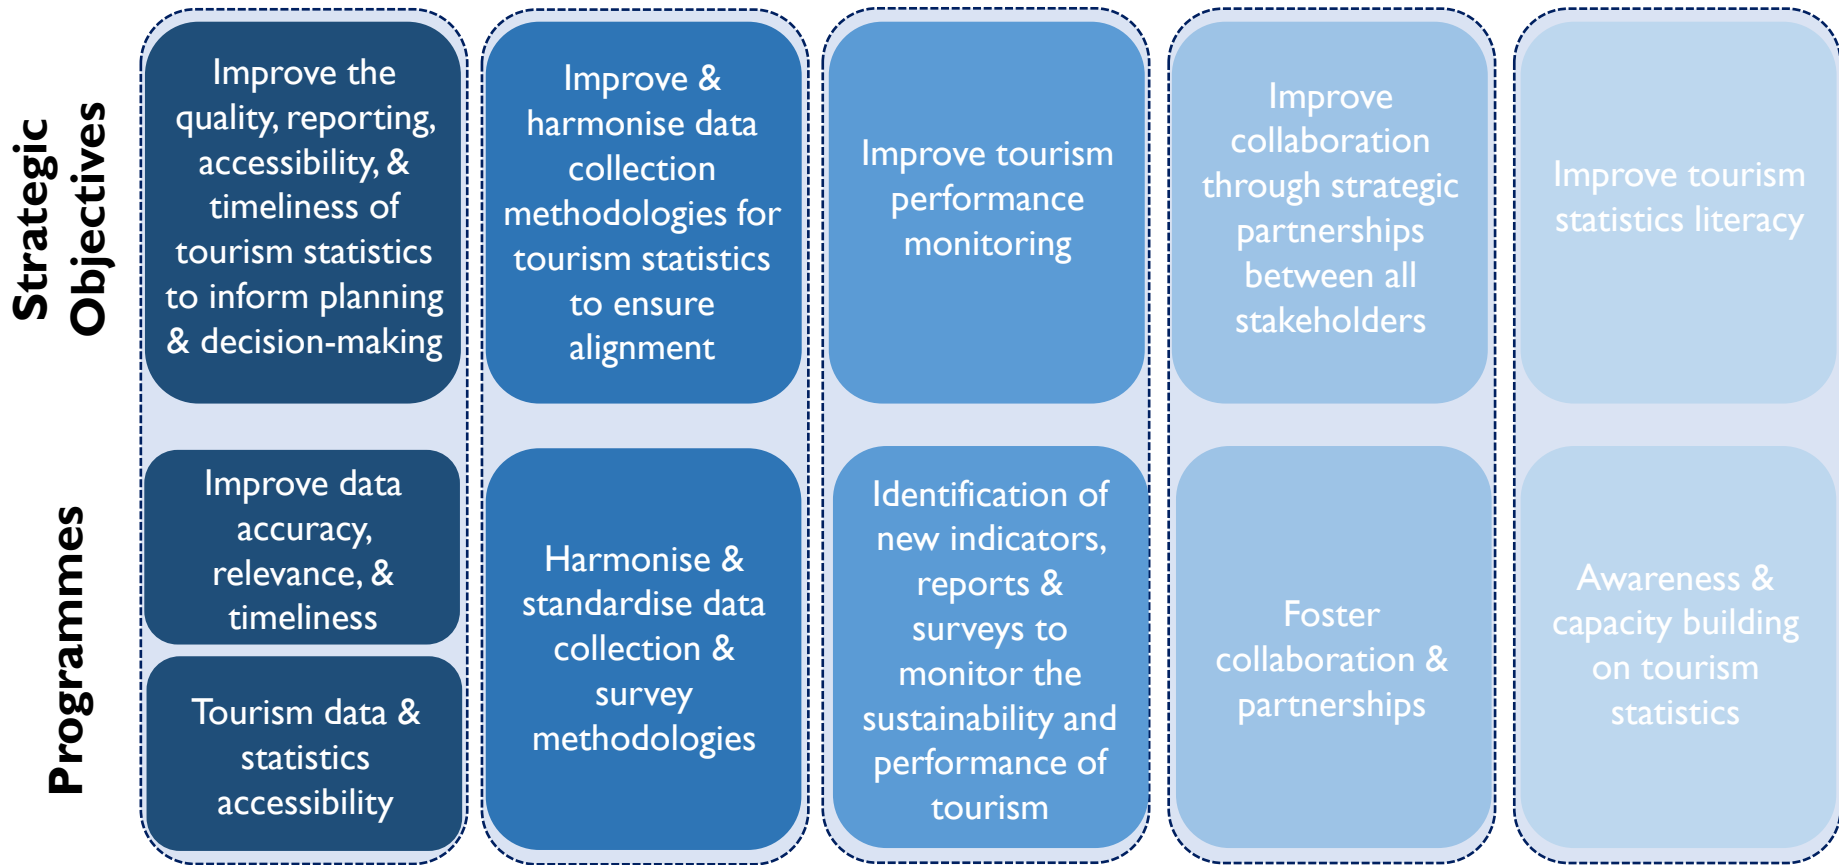 Strategic
Objectives
Improve the
quality, reporting,
accessibility, &
timeliness of
tourism statistics
to inform planning
& decision-making
Improve &
harmonise data
collection
methodologies for
tourism statistics
to ensure
alignment
Improve tourism
performance
monitoring
Improve
collaboration
through strategic
partnerships
between all
stakeholders
Improve tourism
statistics literacy
Programmes
Improve data
accuracy,
relevance, &
timeliness
Tourism data &
statistics
accessibility
Harmonise &
standardise data
collection &
survey
methodologies
Identification of
new indicators,
reports &
surveys to
monitor the
sustainability and
performance of
tourism
Foster
collaboration &
partnerships
Awareness &
capacity building
on tourism
statistics